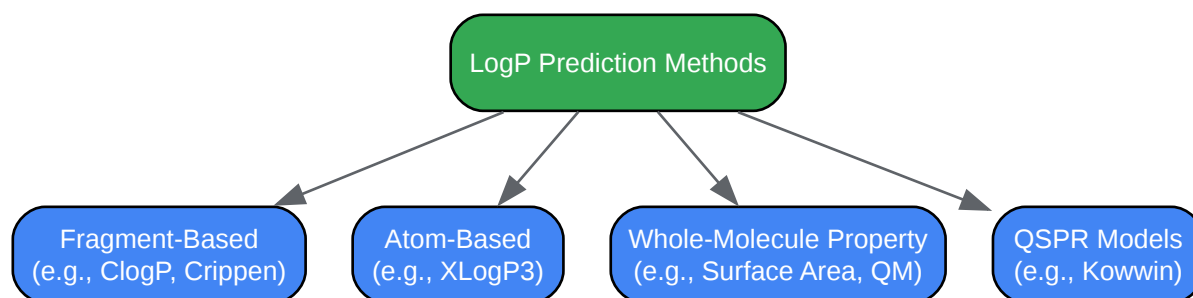 LogP Prediction Methods
Fragment-Based
(e.g., ClogP, Crippen)
Atom-Based
(e.g., XLogP3)
Whole-Molecule Property
(e.g., Surface Area, QM)
QSPR Models
(e.g., Kowwin)